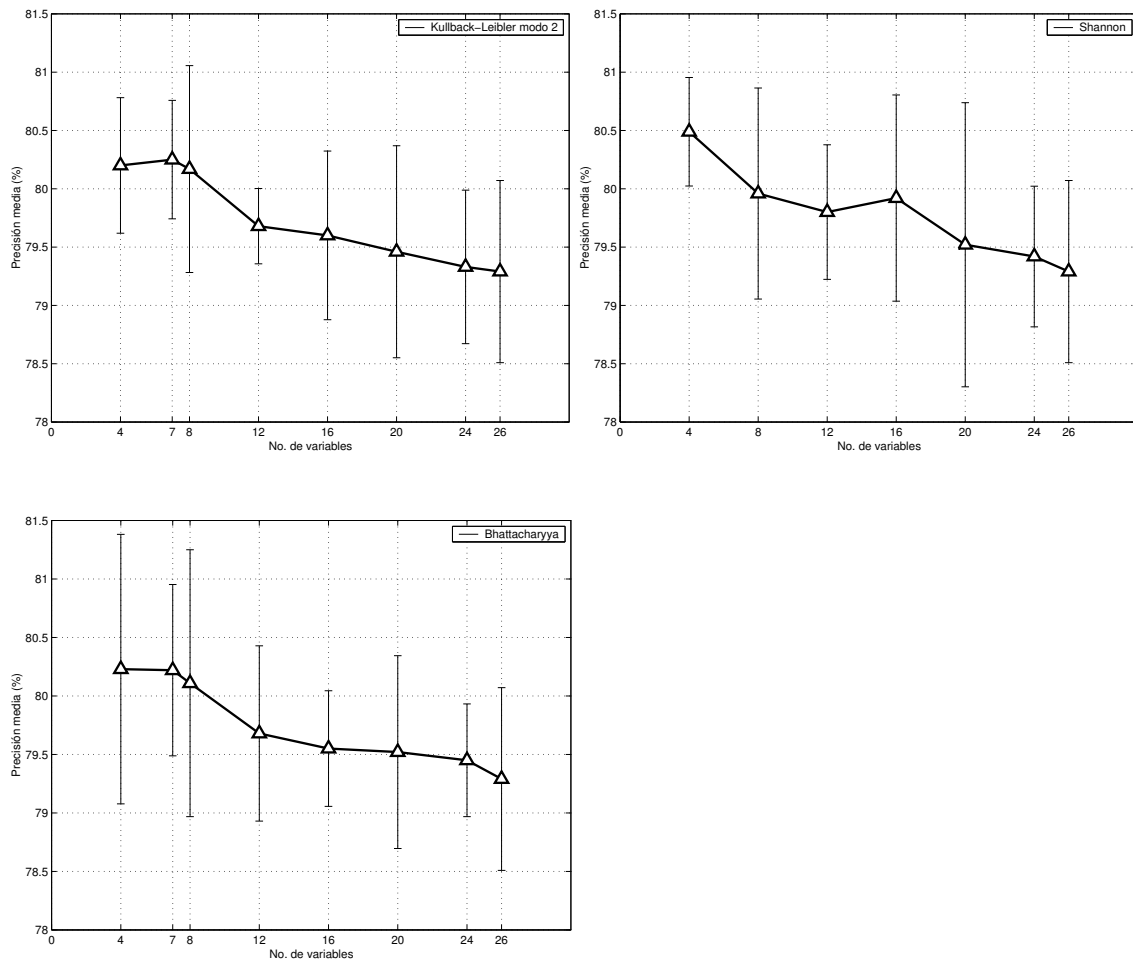 81.5
Kullback−Leibler modo 2
81
80.5
80
79.5
79
78.5
78
Precisión media (%)
0 4 7 8 12 16 20 24 26
No. de variables
81.5
Shannon
81
80.5
80
79.5
79
78.5
78
Precisión media (%)
0 4 8 12 16 20 24 26
No. de variables
81.5
Bhattacharyya
81
80.5
80
79.5
79
78.5
78
Precisión media (%)
0 4 7 8 12 16 20 24 26
No. de variables